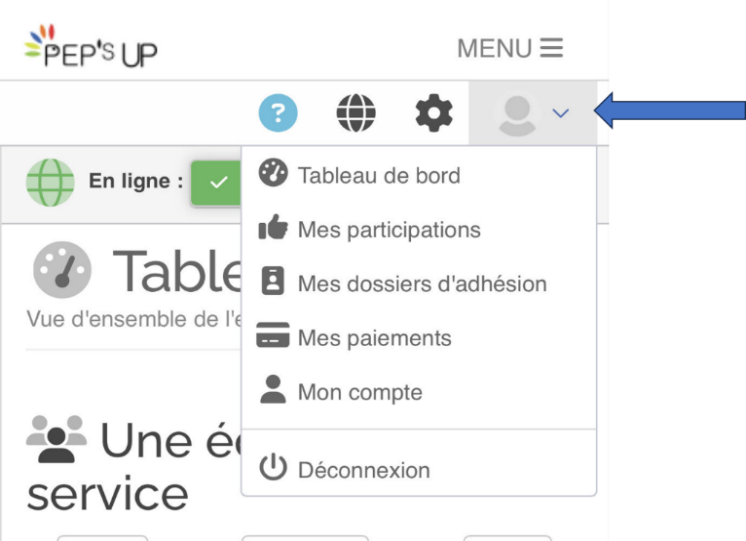 PEP'S UP
MENU
?
En ligne :
Tableau de bord
Mes participations
Table
Mes dossiers d'adhésion
Vue d'ensemble de l'e
Mes paiements
Mon compte
Une é
service
Déconnexion